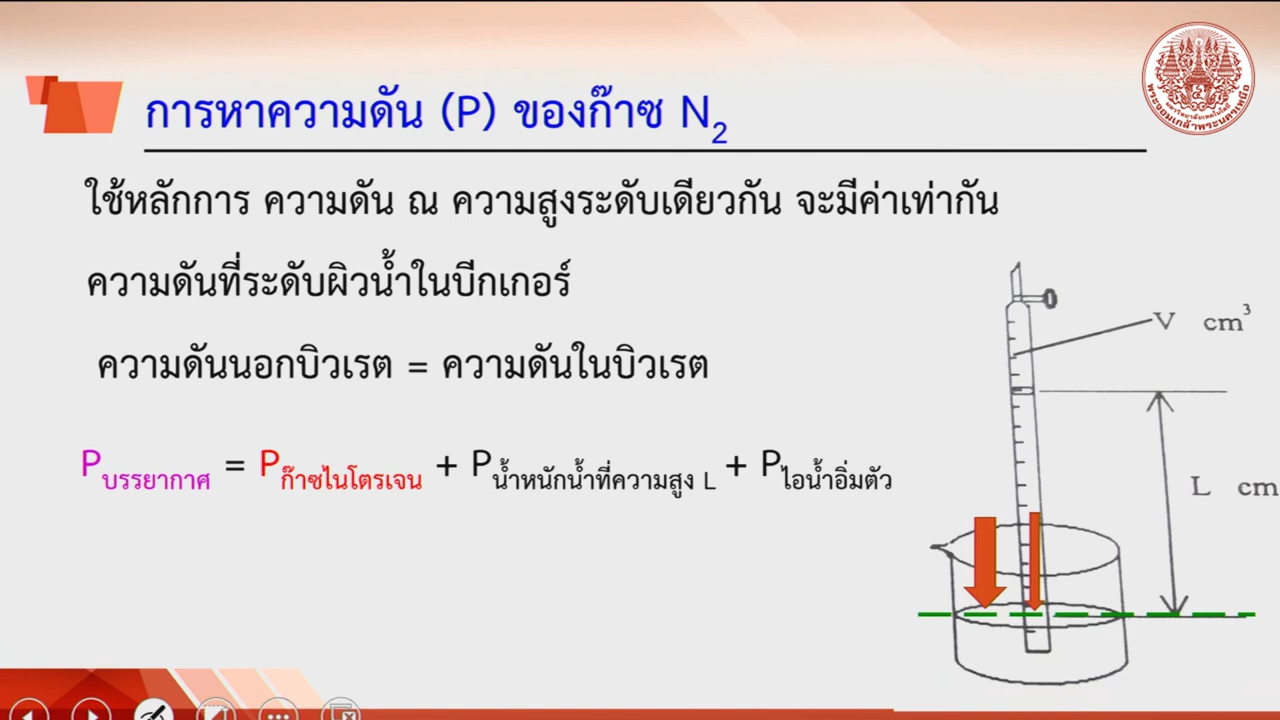 การหาความดัน (P) ของก๊าซ N2
ใช้หลักการ ความดัน ณ ความสูงระดับเดียวกัน จะมีค่าเท่ากัน
ความดันที่ระดับผิวน้ำในบีกเกอร์
ความดันนอกบิวเรต = ความดันในบิวเรต
Pบรรยากาศ = Pก๊าซไนโตรเจน + Pน้ำหนักน้ำที่ความสูง L + Pไอน้ำอิ่มตัว
V cm³
L cm